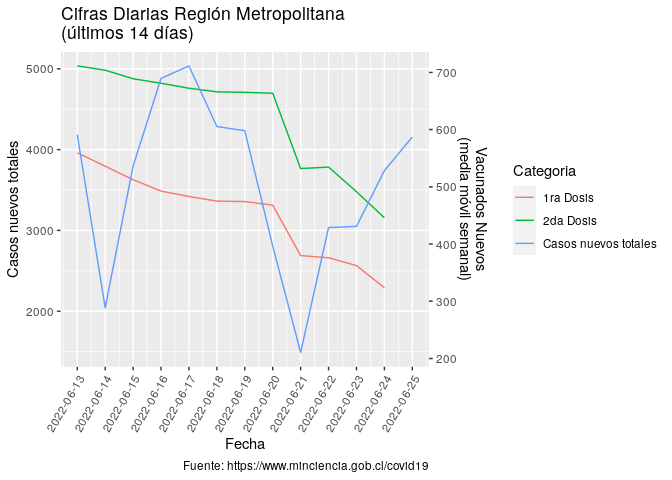 Cifras Diarias Región Metropolitana
(últimos 14 días)
Casos nuevos totales
5000
4000
3000
2000
700
600
500
400
300
200
Vacunados Nuevos
(media móvil semanal)
2022-06-13
2022-06-14
2022-06-15
2022-06-16
2022-06-17
2022-06-18
2022-06-19
2022-06-20
2022-06-21
2022-06-22
2022-06-23
2022-06-24
2022-06-25
Fecha
Categoria
1ra Dosis
2da Dosis
Casos nuevos totales
Fuente: https://www.minciencia.gob.cl/covid19